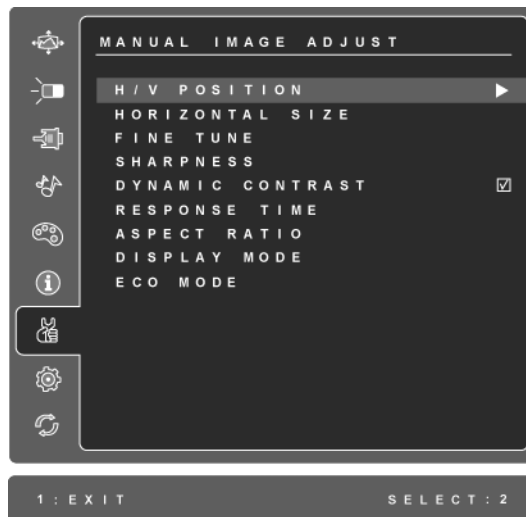 MANUAL IMAGE ADJUST
H/V POSITION
HORIZONTAL SIZE
FINE TUNE
SHARPNESS
DYNAMIC CONTRAST
RESPONSE TIME
ASPECT RATIO
DISPLAY MODE
ECO MODE
1:EXIT SELECT:2